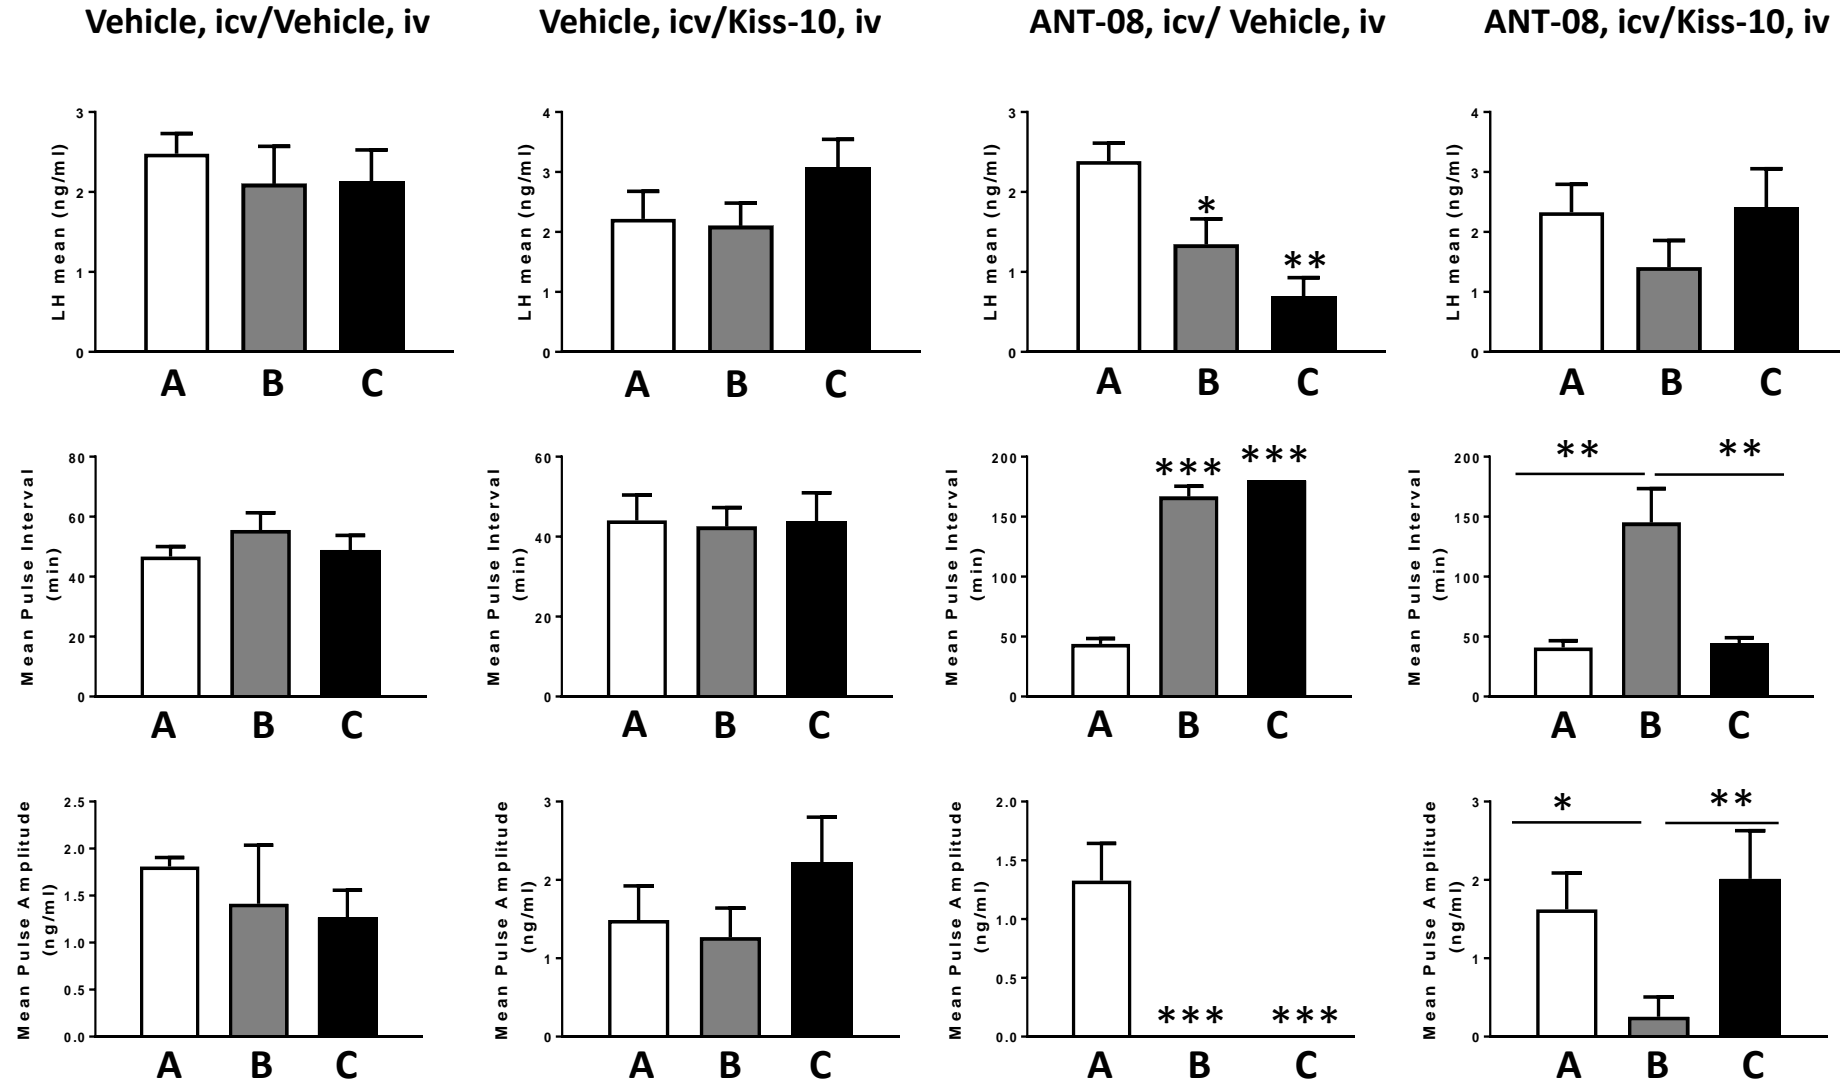 Vehicle, icv/Vehicle, iv
Vehicle, icv/Kiss-10, iv
ANT-08, icv/ Vehicle, iv
ANT-08, icv/Kiss-10, iv
LH mean (ng/ml)
3
2
1
0
A B C
LH mean (ng/ml)
4
3
2
1
0
A B C
LH mean (ng/ml)
3
2
1
0
*
**
A B C
LH mean (ng/ml)
4
3
2
1
0
A B C
Mean Pulse Interval
(min)
80
60
40
20
0
A B C
Mean Pulse Interval
(min)
60
40
20
0
A B C
Mean Pulse Interval
(min)
200
150
100
50
0
*** ***
A B C
Mean Pulse Interval
(min)
200
150
100
50
0
** **
A B C
Mean Pulse Amplitude
(ng/ml)
2.5
2.0
1.5
1.0
0.5
0.0
A B C
Mean Pulse Amplitude
(ng/ml)
3
2
1
0
A B C
Mean Pulse Amplitude
(ng/ml)
2.0
1.5
1.0
0.5
0.0
*** ***
A B C
Mean Pulse Amplitude
(ng/ml)
3
2
1
0
* **
A B C